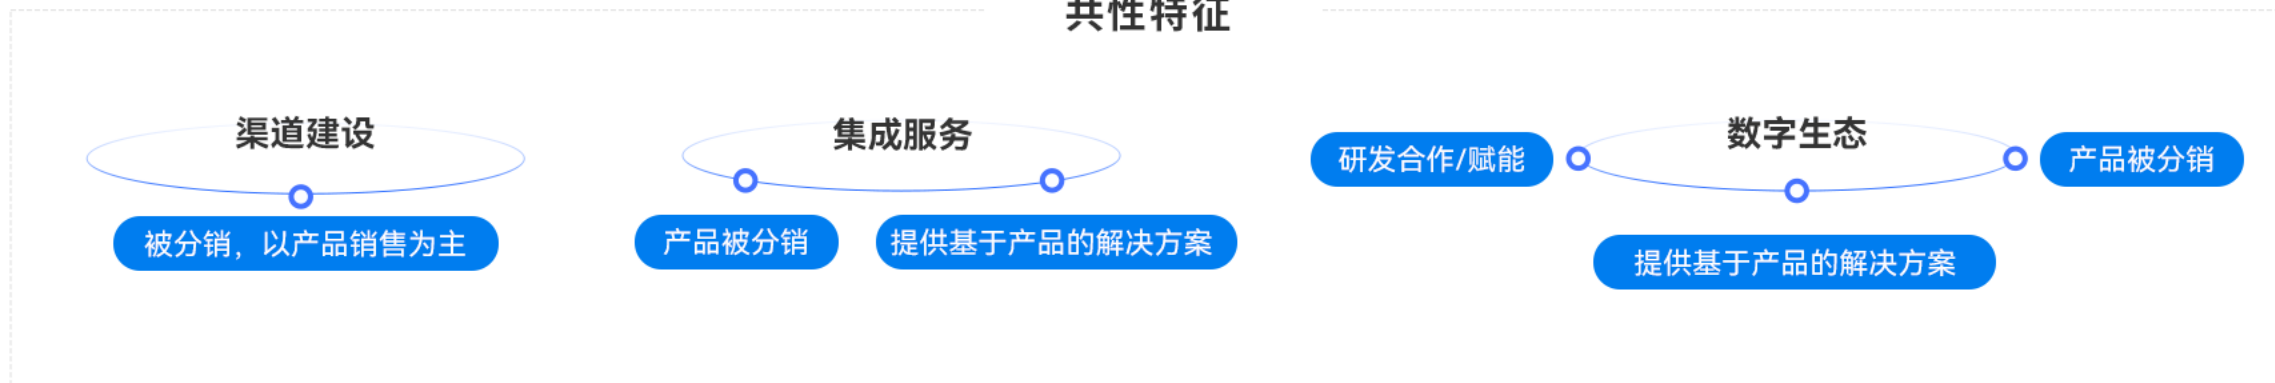 共性特征
渠道建设
被分销，以产品销售为主
集成服务
产品被分销
提供基于产品的解决方案
数字生态
研发合作/赋能
产品被分销
提供基于产品的解决方案